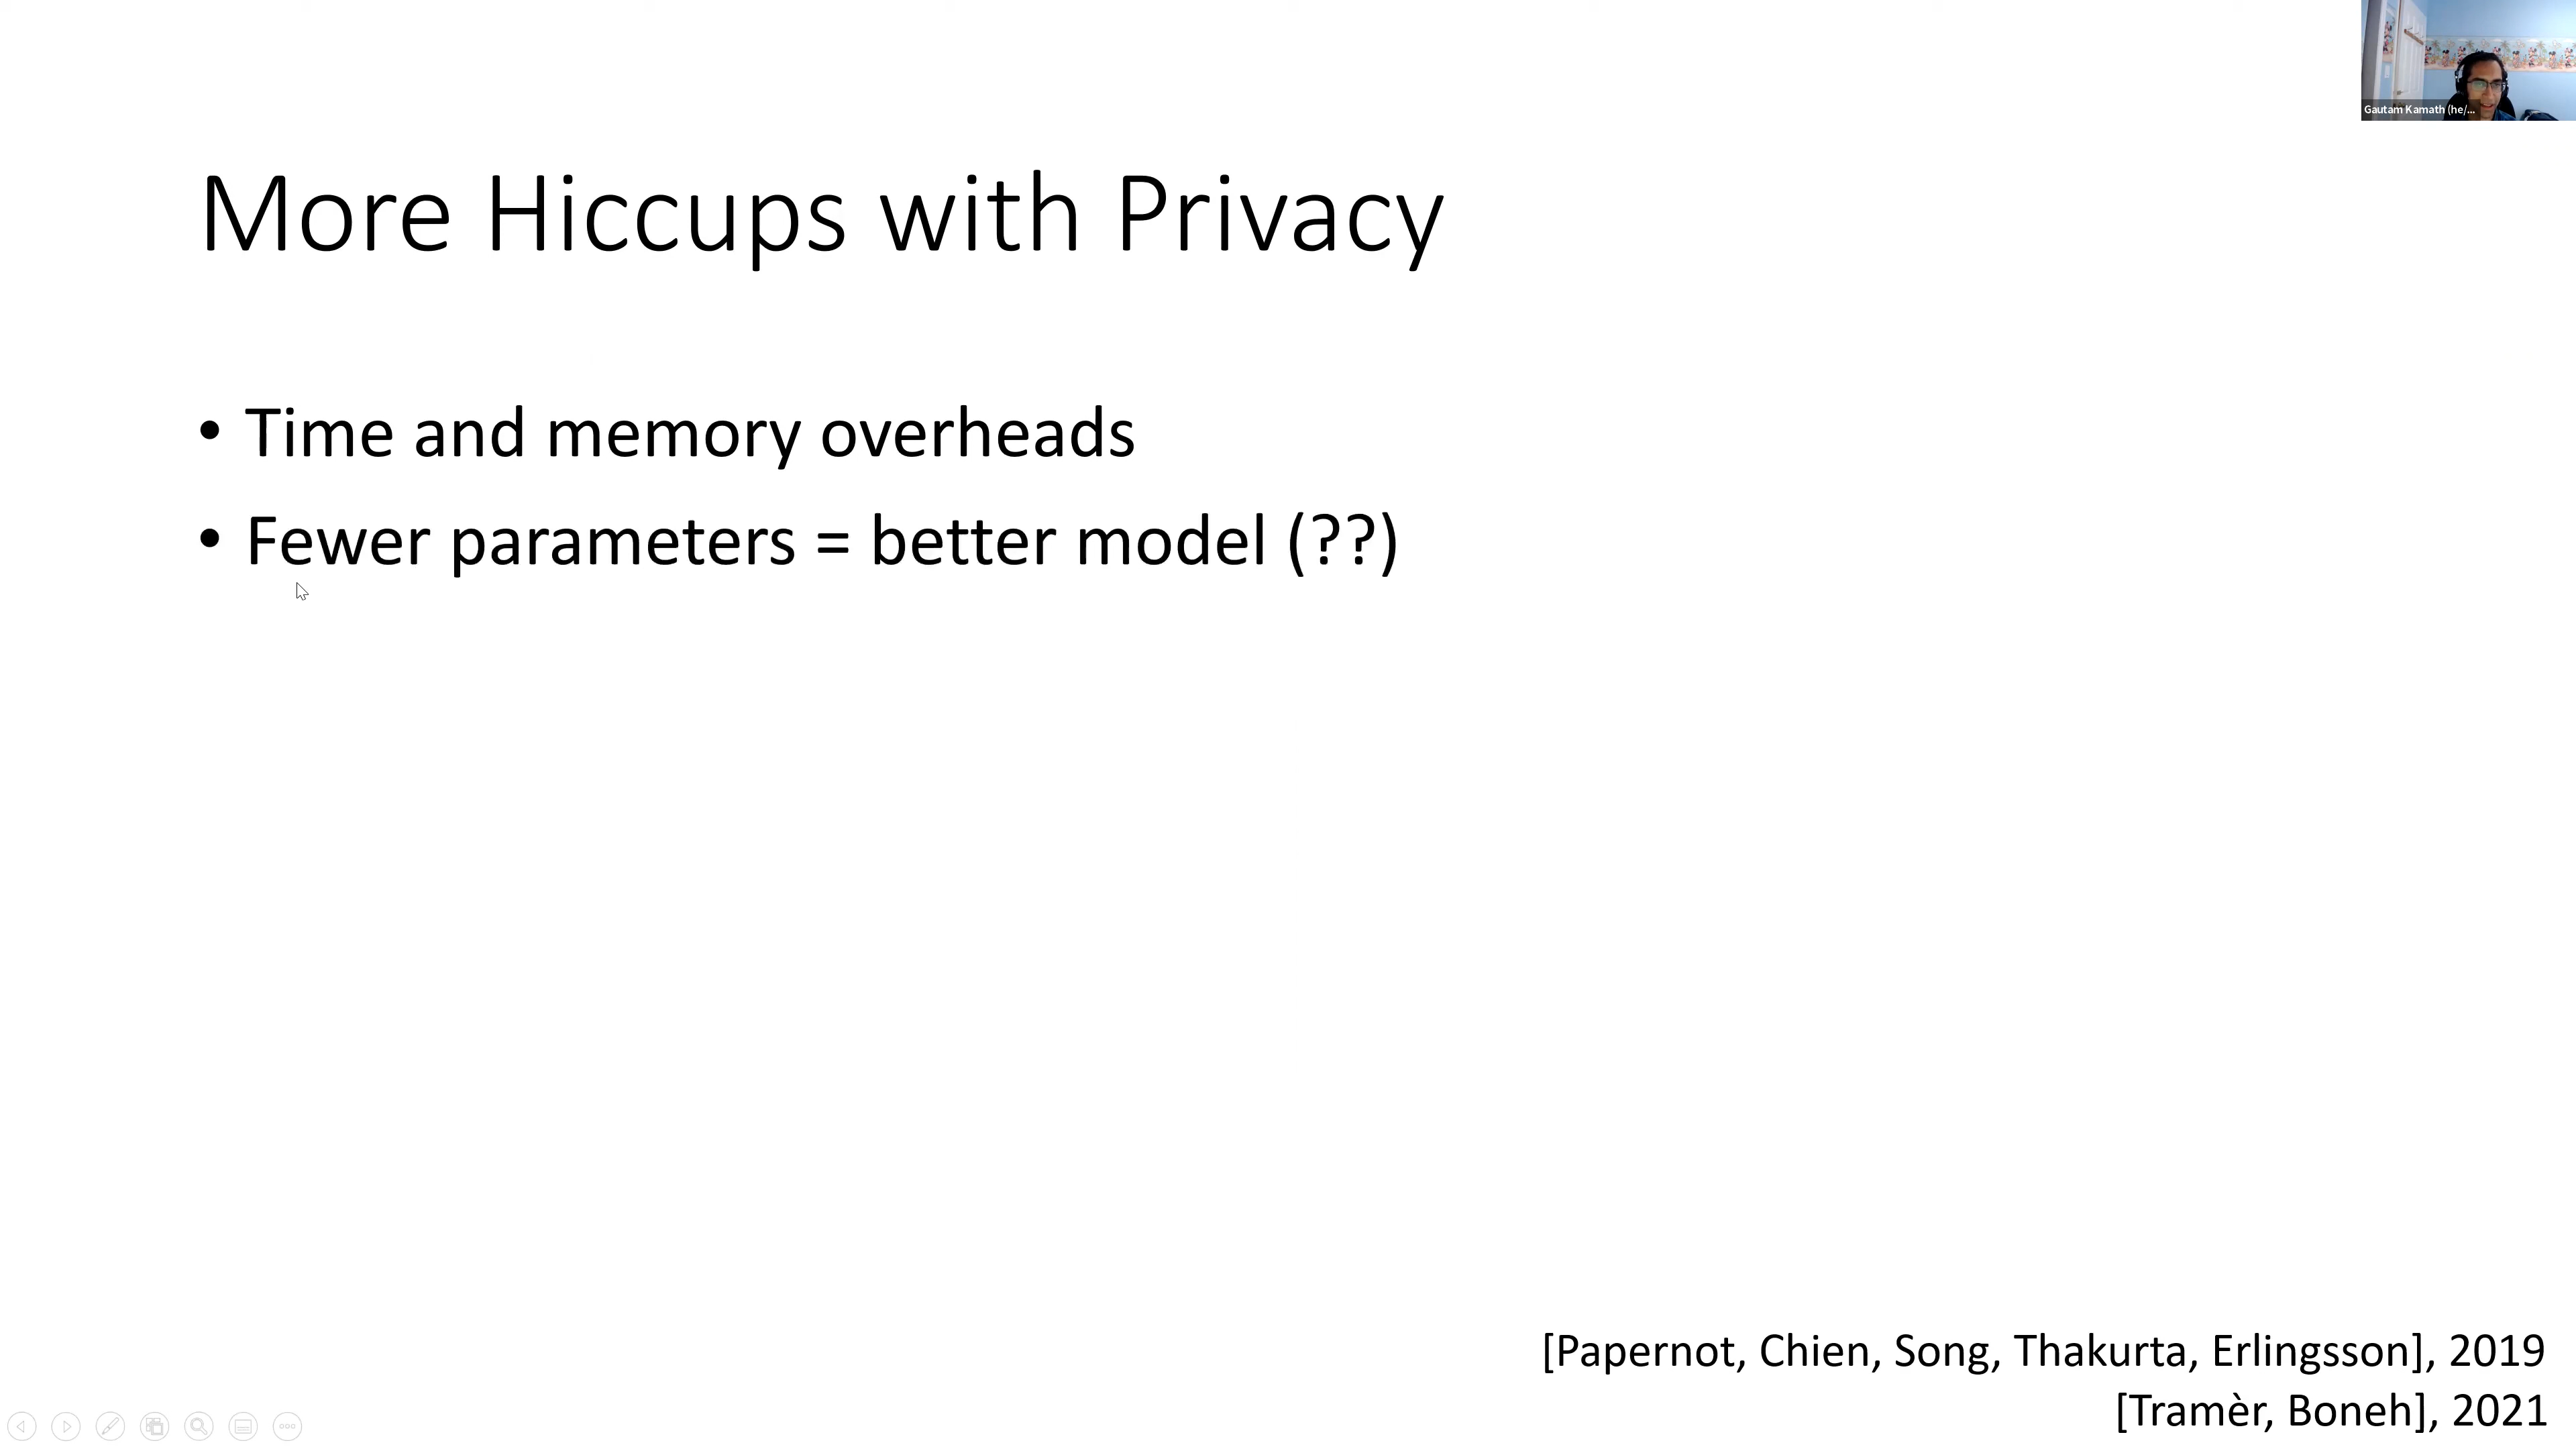 Gautam Kamath (he/...
More Hiccups with Privacy
• Time and memory overheads
• Fewer parameters = better model (??)
[Papernot, Chien, Song, Thakurta, Erlingsson], 2019
[Tramèr, Boneh], 2021